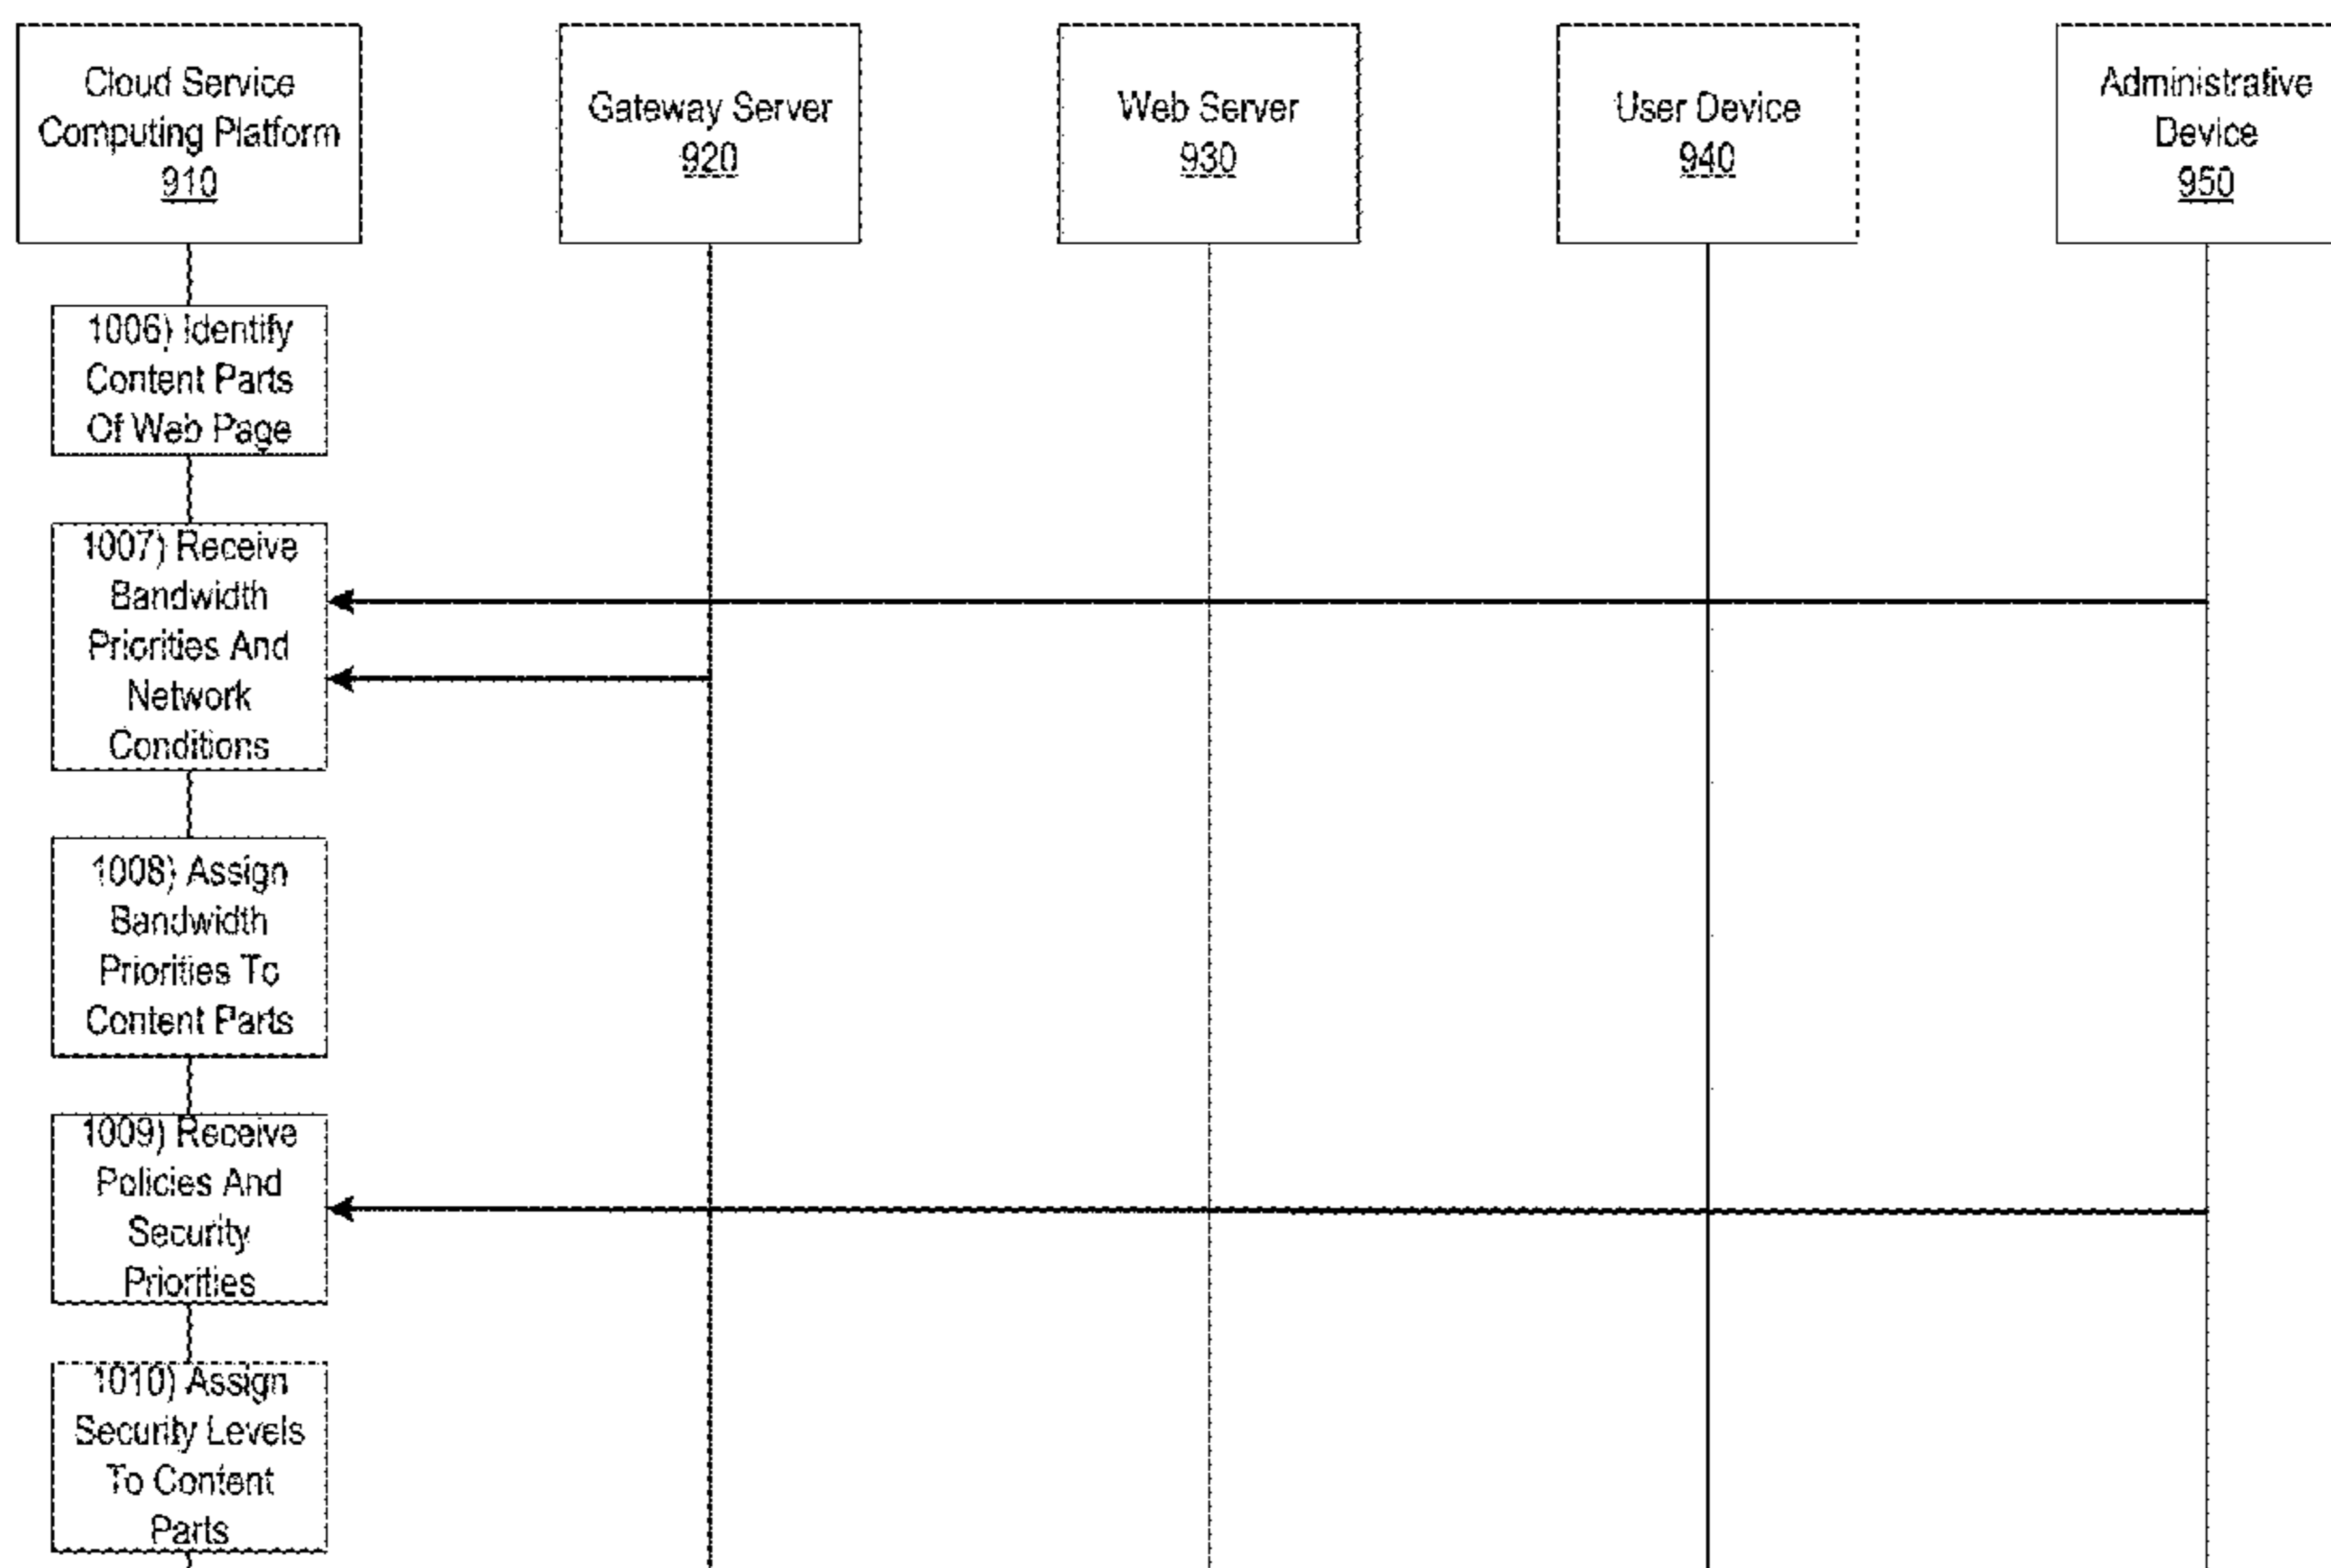 Cloud Service
Computing Platform
910
Gateway Server
920
Web Server
930
User Device
940
Administrative
Device
950
1006) Identify
Content Parts
Of Web Page
1007) Receive
Bandwidth
Priorities And
Network
Conditions
1008) Assign
Bandwidth
Priorities To
Content Parts
1009) Receive
Policies And
Security
Priorities
1010) Assign
Security Levels
To Content
Parts